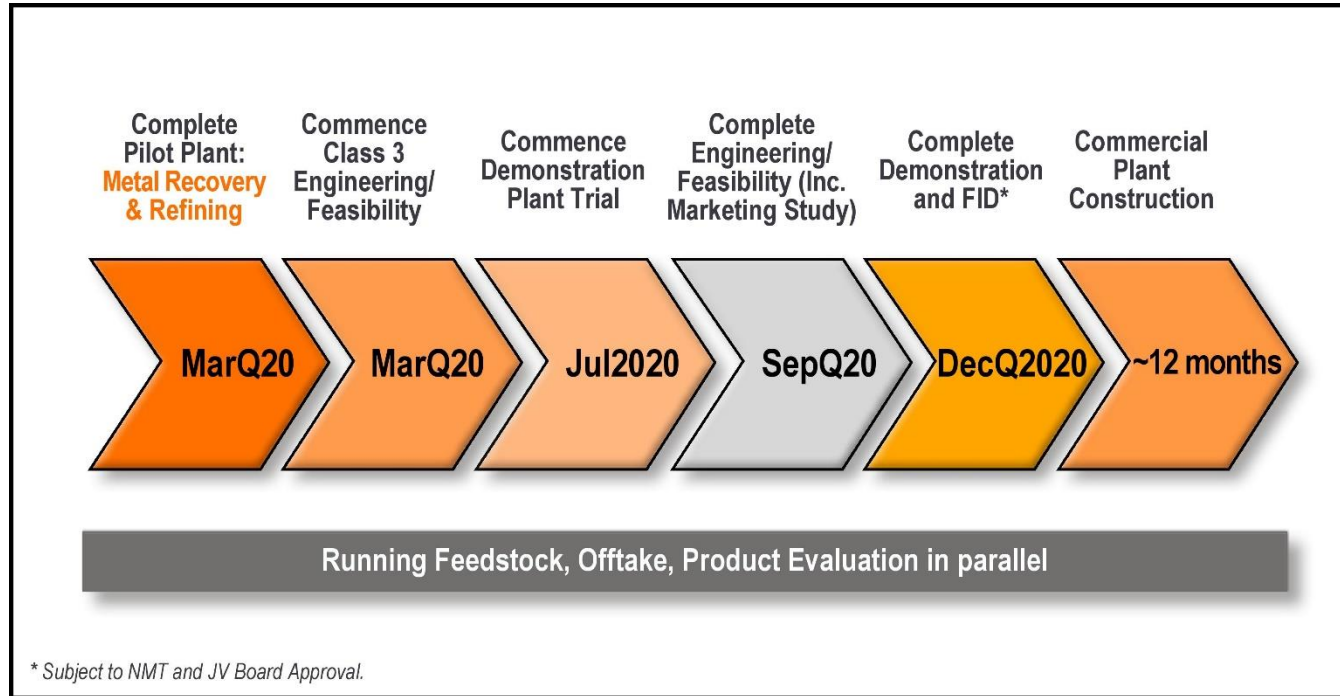 Complete
Pilot Plant:
Metal Recovery
& Refining
Commence
Class 3
Engineering/
Feasibility
Commence
Demonstration
Plant Trial
Complete
Engineering/
Feasibility (Inc.
Marketing Study)
Complete
Demonstration
and FID*
Commercial
Plant
Construction
MarQ20
MarQ20
Jul2020
SepQ20
DecQ2020
~12 months
Running Feedstock, Offtake, Product Evaluation in parallel
* Subject to NMT and JV Board Approval.